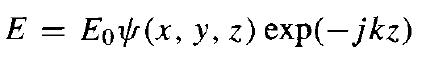 E = E₀ψ(x, y, z) exp(−jkz)